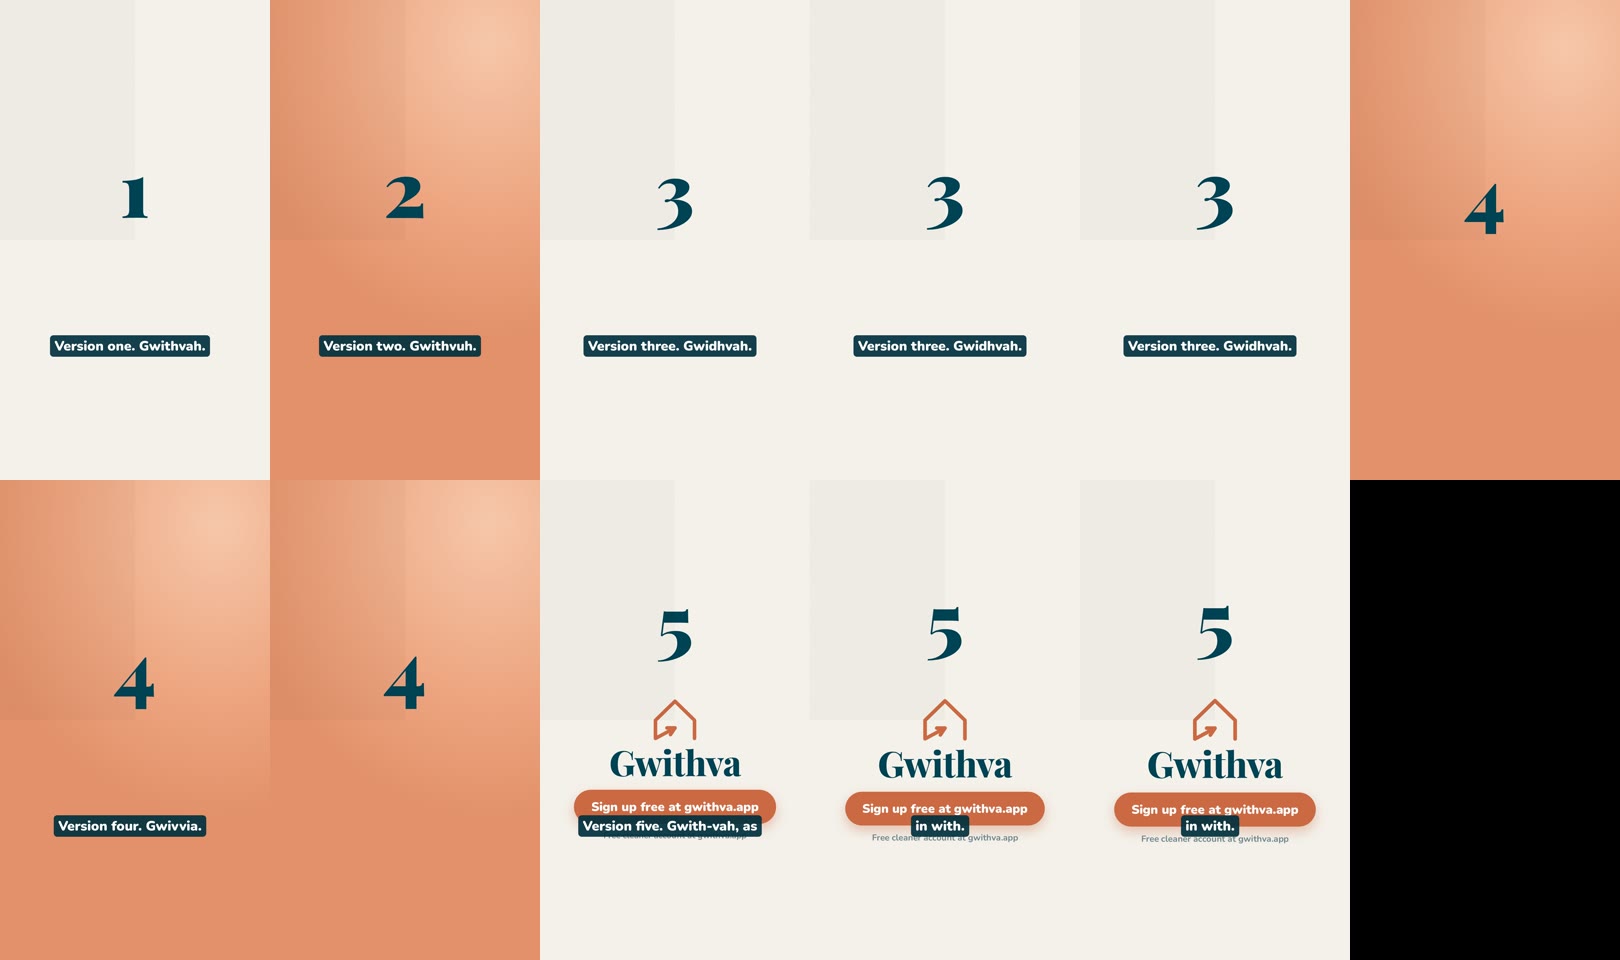 1
Version one. Gwithvah.
2
Version two. Gwithvuh.
3
Version three. Gwidhvah.
3
Version three. Gwidhvah.
3
Version three. Gwidhvah.
4
4
Version four. Gwivvia.
4
5
Gwithva
Sign up free at gwithva.app
Version five. Gwith-vah, as
5
Gwithva
Sign up free at gwithva.app
in with.
Free cleaner account at gwithva.app
5
Gwithva
Sign up free at gwithva.app
in with.
Free cleaner account at gwithva.app